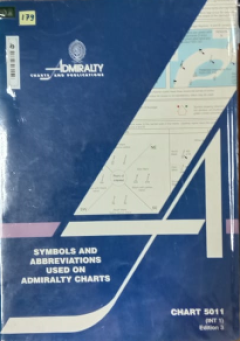 179
ADMIRALTY
CHARTS AND PUBLICATIONS
SYMBOLS AND
ABBREVIATIONS
USED ON
ADMIRALTY CHARTS
CHART 5011
(INT 1)
Edition 3